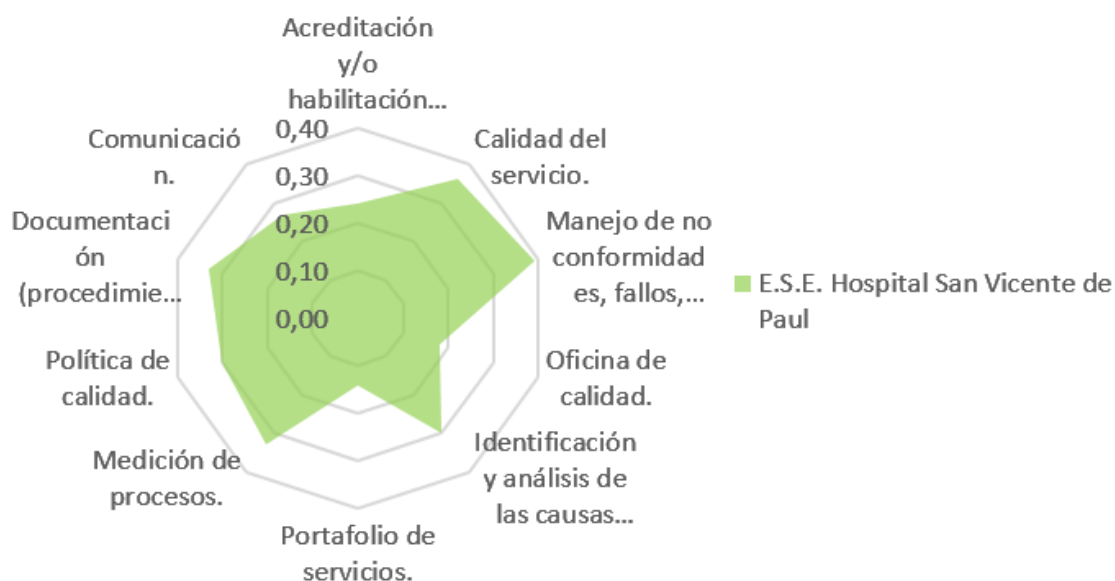 Acreditación
y/o
habilitación...
Calidad del
servicio.
Manejo de no
conformidad
es, fallos,...
Oficina de
calidad.
Identificación
y análisis de
las causas...
Portafolio de
servicios.
Medición de
procesos.
Política de
calidad.
Documentaci
ón
(procedimie...
Comunicació
n.
0,40
0,30
0,20
0,10
0,00
E.S.E. Hospital San Vicente de
Paul